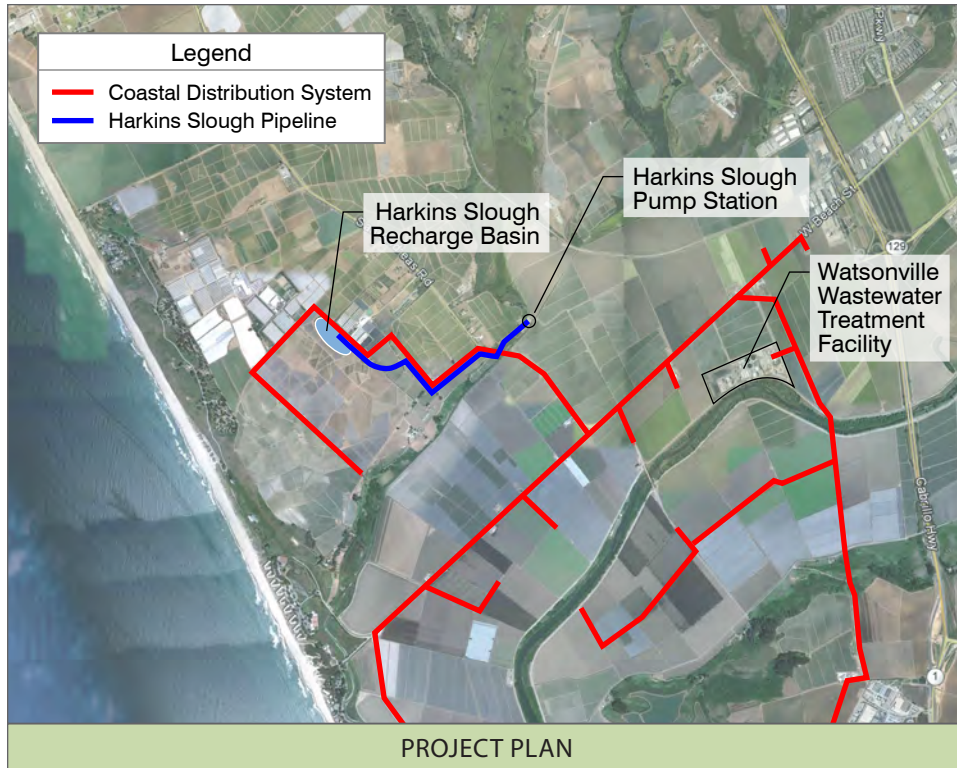 Legend
Coastal Distribution System
Harkins Slough Pipeline
Harkins Slough
Pump Station
Harkins Slough
Recharge Basin
W Beach St
129
Watsonville
Wastewater
Treatment
Facility
Cabrillo Hwy
1
PROJECT PLAN